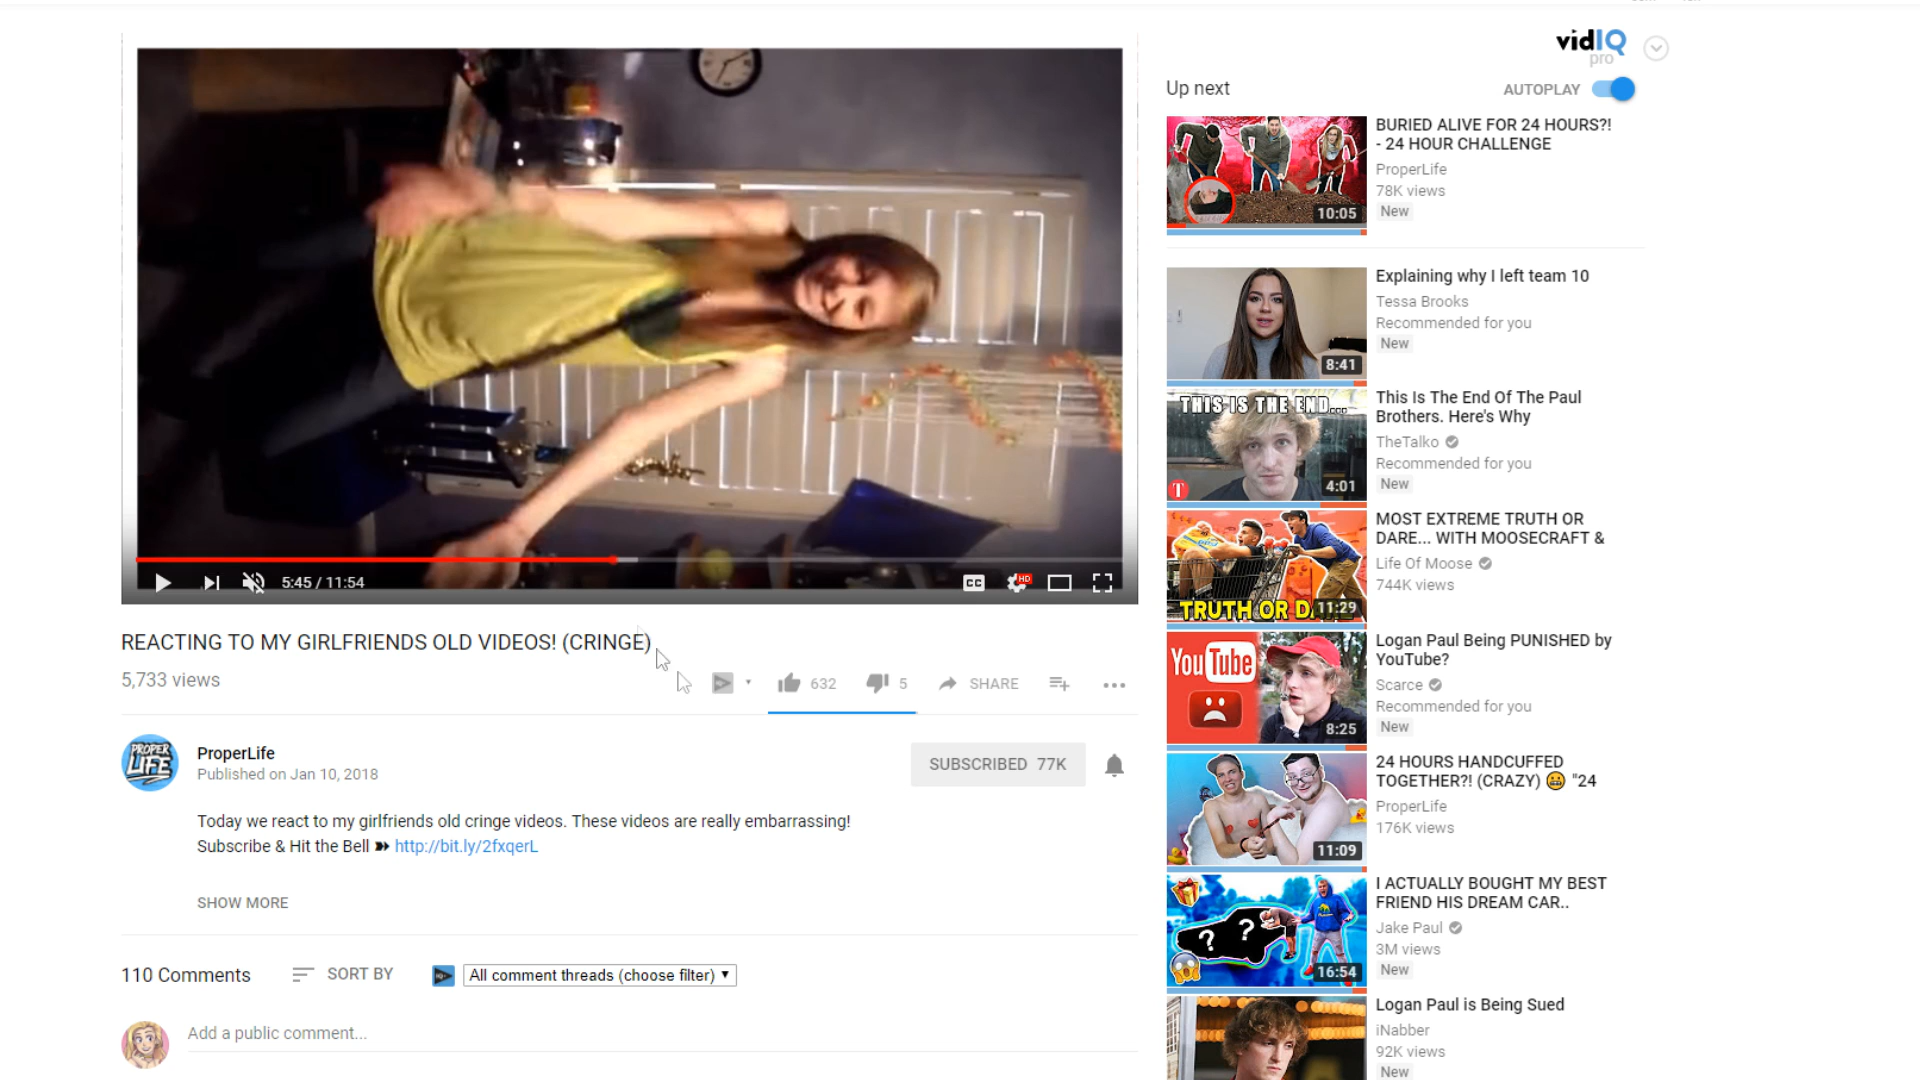 5:45 / 11:54
CC
HD
REACTING TO MY GIRLFRIENDS OLD VIDEOS! (CRINGE)
5,733 views
632
5
SHARE
PROPER
LIFE
ProperLife
Published on Jan 10, 2018
SUBSCRIBED 77K
Today we react to my girlfriends old cringe videos. These videos are really embarrassing!
Subscribe & Hit the Bell ➽ http://bit.ly/2fxqerL
SHOW MORE
110 Comments
SORT BY
All comment threads (choose filter)
Add a public comment...
vidIQ
pro
Up next
AUTOPLAY
10:05
BURIED ALIVE FOR 24 HOURS?!
- 24 HOUR CHALLENGE
ProperLife
78K views
New
8:41
Explaining why I left team 10
Tessa Brooks
Recommended for you
New
THIS IS THE END...
T
4:01
This Is The End Of The Paul
Brothers. Here's Why
TheTalko
Recommended for you
New
TRUTH OR D
11:29
MOST EXTREME TRUTH OR
DARE... WITH MOOSECRAFT &
Life Of Moose
744K views
YouTube
8:25
Logan Paul Being PUNISHED by
YouTube?
Scarce
Recommended for you
New
11:09
24 HOURS HANDCUFFED
TOGETHER?! (CRAZY) 😬 "24
ProperLife
176K views
? ?
16:54
I ACTUALLY BOUGHT MY BEST
FRIEND HIS DREAM CAR..
Jake Paul
3M views
New
Logan Paul is Being Sued
iNabber
92K views
New